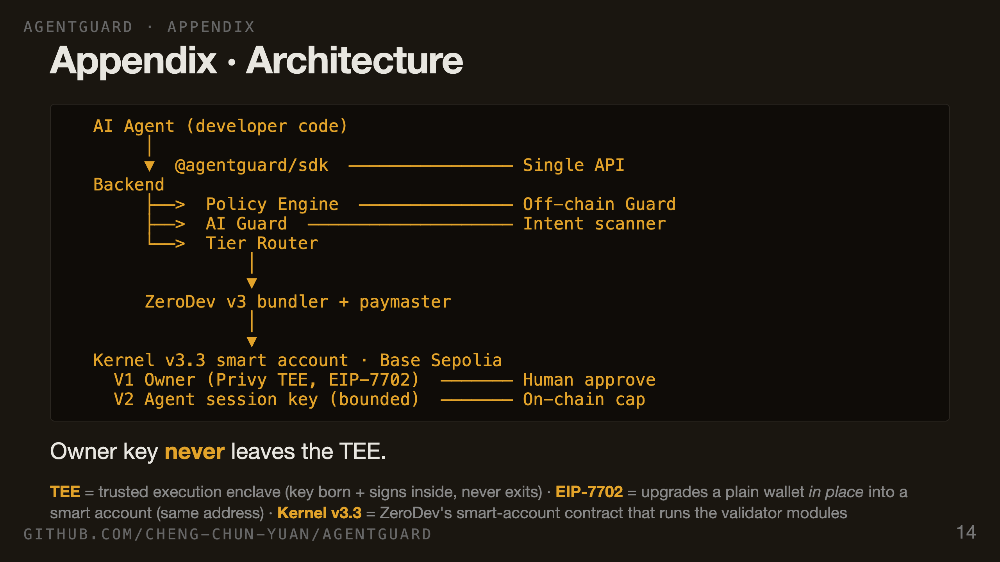 AGENTGUARD · APPENDIX
Appendix · Architecture
AI Agent (developer code)
@agentguard/sdk Single API
Backend
Policy Engine Off-chain Guard
AI Guard Intent scanner
Tier Router
ZeroDev v3 bundler + paymaster
Kernel v3.3 smart account · Base Sepolia
V1 Owner (Privy TEE, EIP-7702) Human approve
V2 Agent session key (bounded) On-chain cap
Owner key never leaves the TEE.
TEE = trusted execution enclave (key born + signs inside, never exits) · EIP-7702 = upgrades a plain wallet in place into a
smart account (same address) · Kernel v3.3 = ZeroDev's smart-account contract that runs the validator modules
GITHUB.COM/CHENG-CHUN-YUAN/AGENTGUARD
14